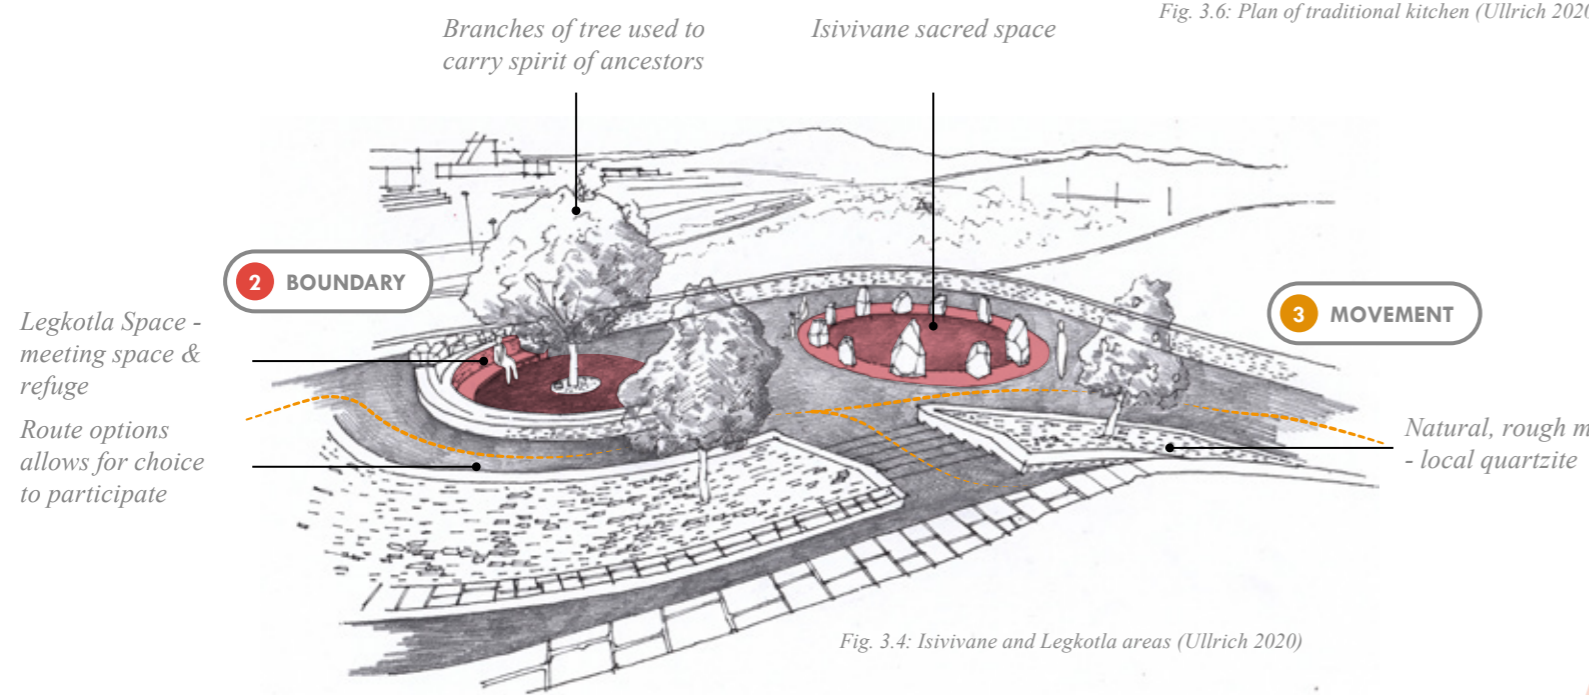 Fig. 3.6: Plan of traditional kitchen (Ullrich 2020
Branches of tree used to
carry spirit of ancestors
Isivivane sacred space
2 BOUNDARY
3 MOVEMENT
Legkotla Space -
meeting space &
refuge
Route options
allows for choice
to participate
Natural, rough m
- local quartzite
Fig. 3.4: Isivivane and Legkotla areas (Ullrich 2020)